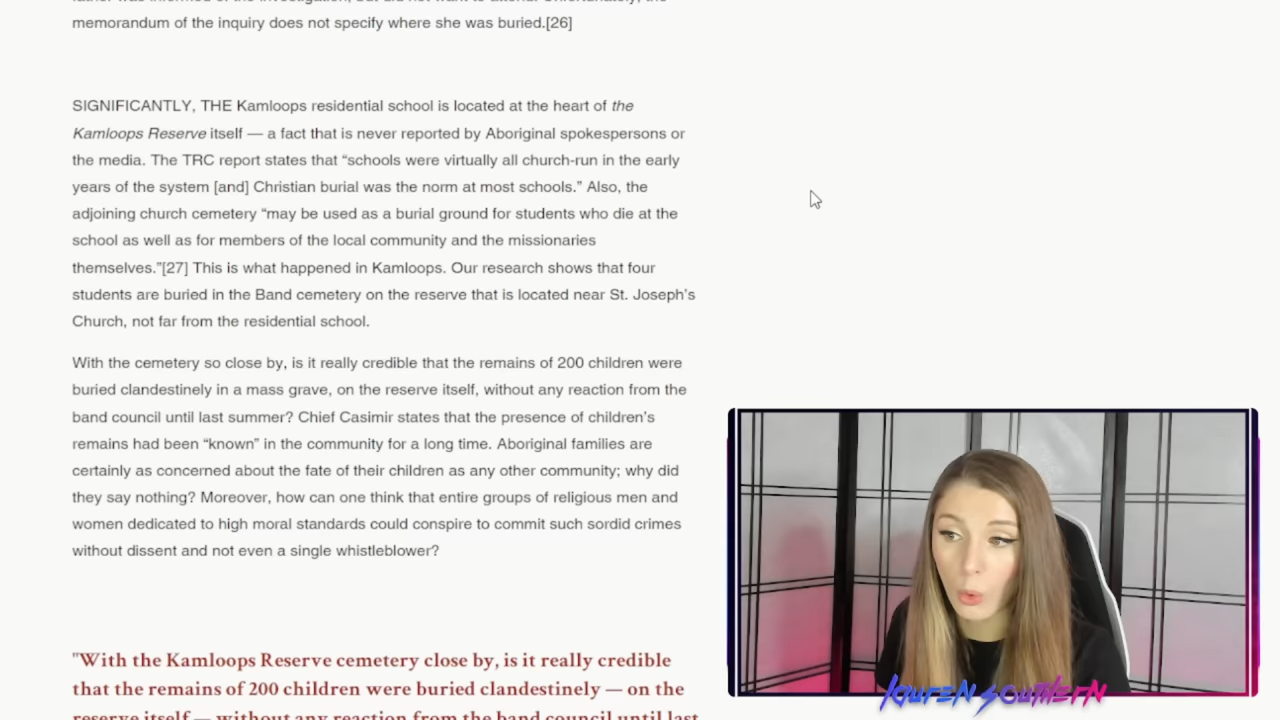 memorandum of the inquiry does not specify where she was buried.[26]
SIGNIFICANTLY, THE Kamloops residential school is located at the heart of the
Kamloops Reserve itself — a fact that is never reported by Aboriginal spokespersons or
the media. The TRC report states that “schools were virtually all church-run in the early
years of the system [and] Christian burial was the norm at most schools.” Also, the
adjoining church cemetery “may be used as a burial ground for students who die at the
school as well as for members of the local community and the missionaries
themselves.”[27] This is what happened in Kamloops. Our research shows that four
students are buried in the Band cemetery on the reserve that is located near St. Joseph’s
Church, not far from the residential school.
With the cemetery so close by, is it really credible that the remains of 200 children were
buried clandestinely in a mass grave, on the reserve itself, without any reaction from the
band council until last summer? Chief Casimir states that the presence of children’s
remains had been “known” in the community for a long time. Aboriginal families are
certainly as concerned about the fate of their children as any other community; why did
they say nothing? Moreover, how can one think that entire groups of religious men and
women dedicated to high moral standards could conspire to commit such sordid crimes
without dissent and not even a single whistleblower?
"With the Kamloops Reserve cemetery close by, is it really credible
that the remains of 200 children were buried clandestinely — on the
reserve itself — without any reaction from the band council until last
LAUREN SOUTHERN